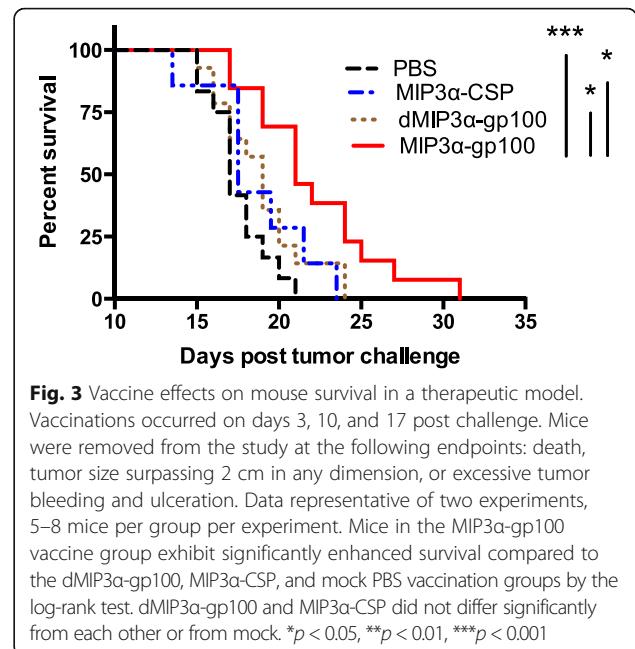 ***
*
*
PBS
MIP3α-CSP
dMIP3α-gp100
MIP3α-gp100
100
75
50
25
0
Percent survival
10 15 20 25 30 35
Days post tumor challenge
Fig. 3 Vaccine effects on mouse survival in a therapeutic model.
Vaccinations occurred on days 3, 10, and 17 post challenge. Mice
were removed from the study at the following endpoints: death,
tumor size surpassing 2 cm in any dimension, or excessive tumor
bleeding and ulceration. Data representative of two experiments,
5–8 mice per group per experiment. Mice in the MIP3α-gp100
vaccine group exhibit significantly enhanced survival compared to
the dMIP3α-gp100, MIP3α-CSP, and mock PBS vaccination groups by the
log-rank test. dMIP3α-gp100 and MIP3α-CSP did not differ significantly
from each other or from mock. *p < 0.05, **p < 0.01, ***p < 0.001